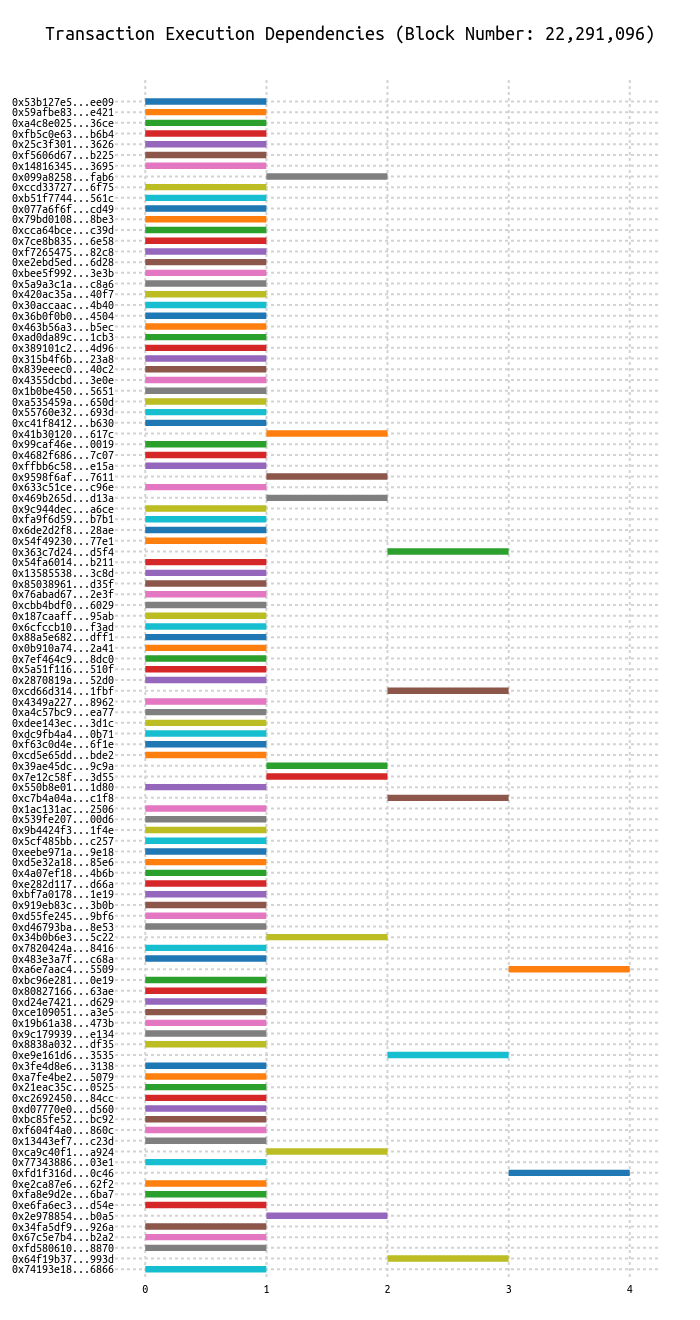 Transaction Execution Dependencies (Block Number: 22,291,096)
0x53b127e5...ee09
0x59afbe83...e421
0xa4c8e025...36ce
0xfb5c0e63...b6b4
0x25c3f301...3626
0xf5606d67...b225
0x14816345...3695
0x099a8258...fab6
0xccd33727...6f75
0xb51f7744...561c
0x077a6f6f...cd49
0x79bd0108...8be3
0xcca64bce...c39d
0x7ce8b835...6e58
0xf7265475...82c8
0xe2ebd5ed...6d28
0xbee5f992...3e3b
0x5a9a3c1a...c8a6
0x420ac35a...40f7
0x30accaac...4b40
0x36b0f0b0...4504
0x463b56a3...b5ec
0xad0da89c...1cb3
0x389101c2...4d96
0x315b4f6b...23a8
0x839eeec0...40c2
0x4355dcbd...3e0e
0x1b0be450...5651
0xa535459a...650d
0x55760e32...693d
0xc41f8412...b630
0x41b30120...617c
0x99caf46e...0019
0x4682f686...7c07
0xffbb6c58...e15a
0x9598f6af...7611
0x633c51ce...c96e
0x469b265d...d13a
0x9c944dec...a6ce
0xfa9f6d59...b7b1
0x6de2d2f8...28ae
0x54f49230...77e1
0x363c7d24...d5f4
0x54fa6014...b211
0x13585538...3c8d
0x85038961...d35f
0x76abad67...2e3f
0xcbb4bdf0...6029
0x187caaff...95ab
0x6cfccb10...f3ad
0x88a5e682...dff1
0x0b910a74...2a41
0x7ef464c9...8dc0
0x5a51f116...510f
0x2870819a...52d0
0xcd66d314...1fbf
0x4349a227...8962
0xa4c57bc9...ea77
0xdee143ec...3d1c
0xdc9fb4a4...0b71
0xf63c0d4e...6f1e
0xcd5e65dd...bde2
0x39ae45dc...9c9a
0x7e12c58f...3d55
0x550b8e01...1d80
0xc7b4a04a...c1f8
0x1ac131ac...2506
0x539fe207...00d6
0x9b4424f3...1f4e
0x5cf485bb...c257
0xeebe971a...9e18
0xd5e32a18...85e6
0x4a07ef18...4b6b
0xe282d117...d66a
0xbf7a0178...1e19
0x919eb83c...3b0b
0xd55fe245...9bf6
0xd46793ba...8e53
0x34b0b6e3...5c22
0x7820424a...8416
0x483e3a7f...c68a
0xa6e7aac4...5509
0xbc96e281...0e19
0x80827166...63ae
0xd24e7421...d629
0xce109051...a3e5
0x19b61a38...473b
0x9c179939...e134
0x8838a032...df35
0xe9e161d6...3535
0x3fe4d8e6...3138
0xa7fe4be2...5079
0x21eac35c...0525
0xc2692450...84cc
0xd07770e0...d560
0xbc85fe52...bc92
0xf604f4a0...860c
0x13443ef7...c23d
0xca9c40f1...a924
0x77343886...03e1
0xfd1f316d...0c46
0xe2ca87e6...62f2
0xfa8e9d2e...6ba7
0xe6fa6ec3...d54e
0x2e978854...b0a5
0x34fa5df9...926a
0x67c5e7b4...b2a2
0xfd580610...8870
0x64f19b37...993d
0x74193e18...6866
0 1 2 3 4